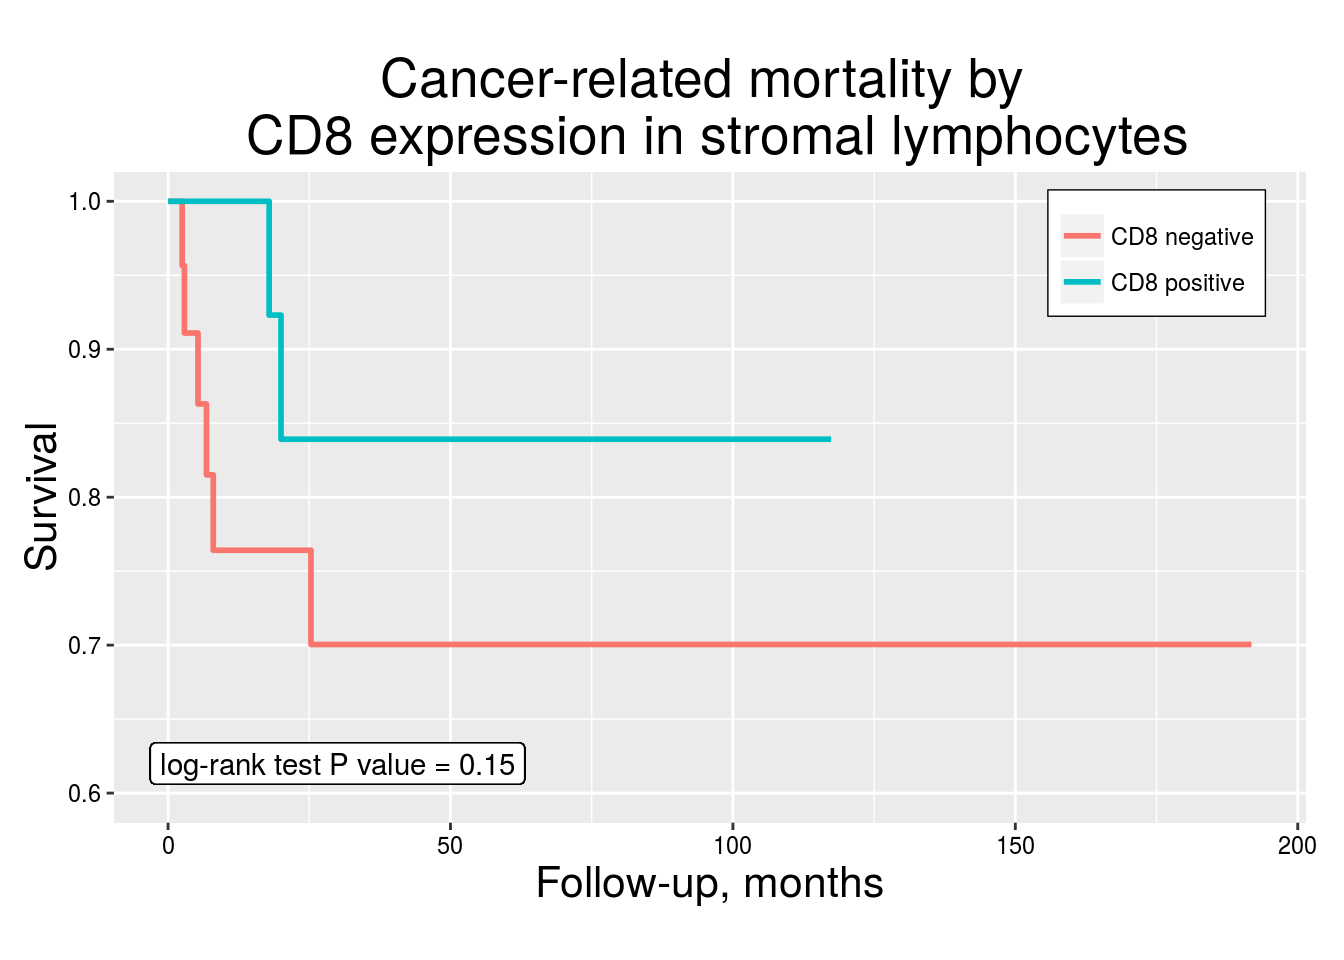 Cancer-related mortality by
CD8 expression in stromal lymphocytes
CD8 negative
CD8 positive
1.0
0.9
0.8
0.7
0.6
Survival
log-rank test P value = 0.15
0
50
100
150
200
Follow-up, months